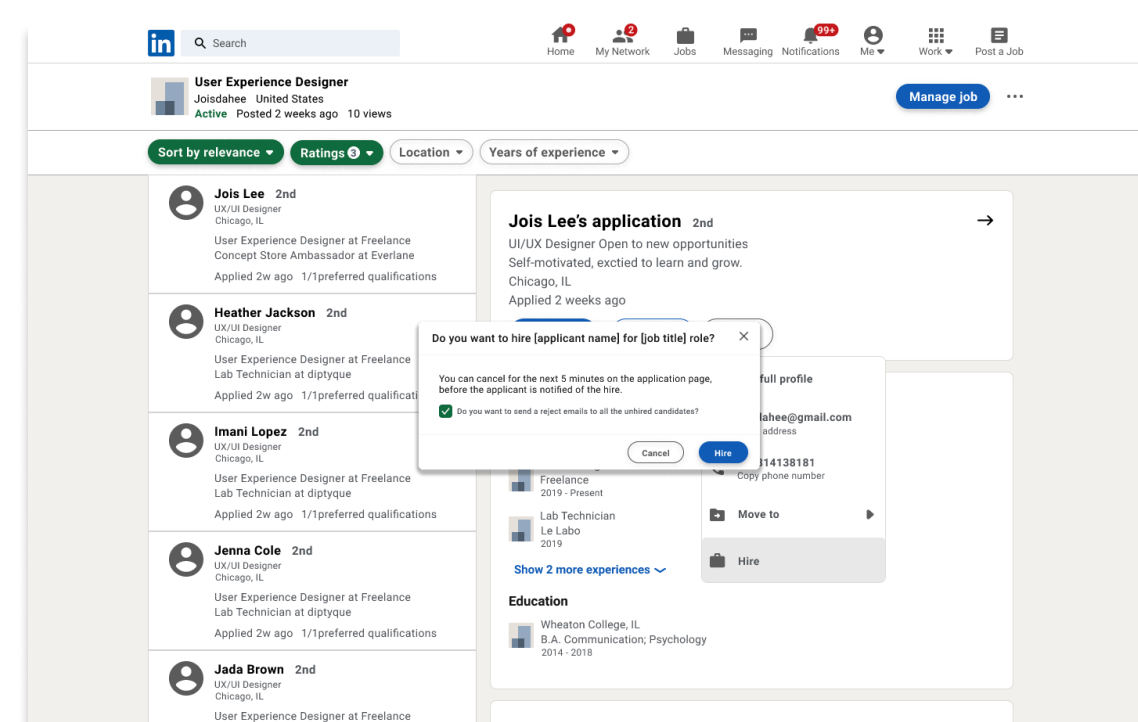 in
Search
Home
2
My Network
Jobs
Messaging
99+
Notifications
Me
Work
Post a Job
User Experience Designer
Joisdahee United States
Active Posted 2 weeks ago 10 views
Manage job
Sort by relevance
Ratings 3
Location
Years of experience
Jois Lee 2nd
UX/UI Designer
Chicago, IL
User Experience Designer at Freelance
Concept Store Ambassador at Everlane
Applied 2w ago 1/1preferred qualifications
Heather Jackson 2nd
UX/UI Designer
Chicago, IL
User Experience Designer at Freelance
Lab Technician at diptyque
Applied 2w ago 1/1preferred qualificati
Imani Lopez 2nd
UX/UI Designer
Chicago, IL
User Experience Designer at Freelance
Lab Technician at diptyque
Applied 2w ago 1/1preferred qualifications
Jenna Cole 2nd
UX/UI Designer
Chicago, IL
User Experience Designer at Freelance
Lab Technician at diptyque
Applied 2w ago 1/1preferred qualifications
Jada Brown 2nd
UX/UI Designer
Chicago, IL
User Experience Designer at Freelance
Jois Lee's application 2nd
UI/UX Designer Open to new opportunities
Self-motivated, exctied to learn and grow.
Chicago, IL
Applied 2 weeks ago
Do you want to hire [applicant name] for [job title] role?
You can cancel for the next 5 minutes on the application page,
before the applicant is notified of the hire.
Do you want to send a reject emails to all the unhired candidates?
Cancel
Hire
full profile
ahee@gmail.com
address
314138181
Copy phone number
Move to
Hire
Freelance
2019 - Present
Lab Technician
Le Labo
2019
Show 2 more experiences
Education
Wheaton College, IL
B.A. Communication; Psychology
2014 - 2018